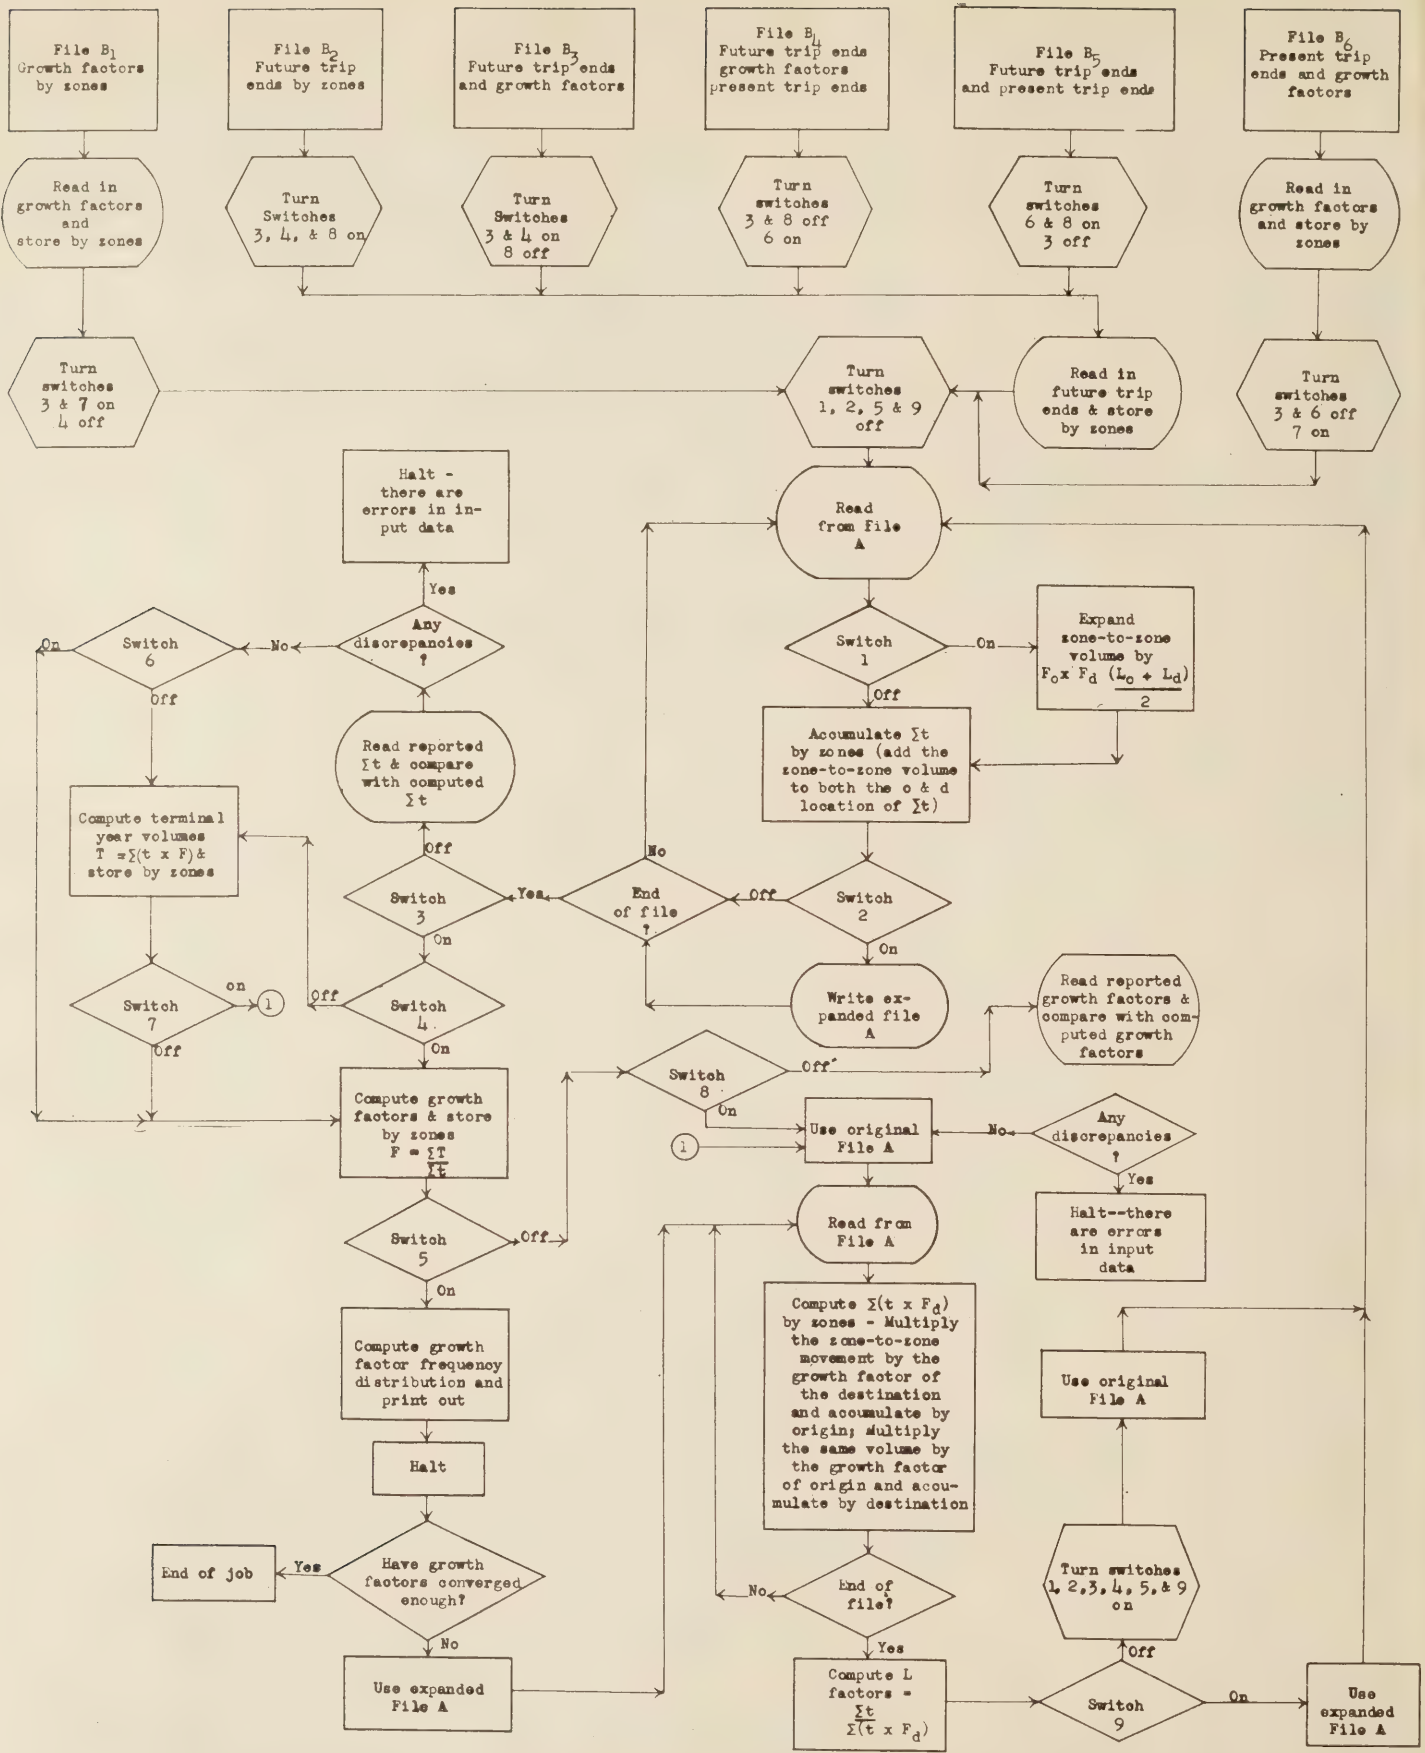 File B1
Growth factors
by zones
File B2
Future trip
ends by zones
File B3
Future trip ends
and growth factors
File B4
Future trip ends
growth factors
present trip ends
File B5
Future trip ends
and present trip ends
File B6
Present trip
ends and growth
factors
Read in
growth factors
and
store by zones
Turn
Switches
3, 4, & 8 on
Turn
Switches
3 & 4 on
8 off
Turn
switches
3 & 8 off
6 on
Turn
switches
6 & 8 on
3 off
Read in
growth factors
and store by
zones
Turn
switches
3 & 7 on
4 off
Turn
switches
1, 2, 5 & 9
off
Read in
future trip
ends & store
by zones
Turn
switches
3 & 6 off
7 on
Halt -
there are
errors in in-
put data
Read
from file
A
Yes
Any
discrepancies
?
No
Switch
6
On
Off
Switch
1
On
Off
Expand
zone-to-zone
volume by
Fo x Fd (Lo + Ld)
2
Read reported
Σt & compare
with computed
Σt
Accumulate Σt
by zones (add the
zone-to-zone volume
to both the o & d
location of Σt)
Compute terminal
year volumes
T = Σ(t x F) &
store by zones
Off
Switch
3
Yes
On
No
End
of file
?
Off
Switch
2
On
Switch
7
on
1
Off
Off
Switch
4
On
Write ex-
panded file
A
Read reported
growth factors &
compare with com-
puted growth
factors
Switch
8
Off
On
Compute growth
factors & store
by zones
F = ΣT
Σt
Use original
File A
1
No
Any
discrepancies
?
Yes
Halt--there
are errors
in input
data
Switch
5
Off
On
Read from
File A
Compute growth
factor frequency
distribution and
print out
Compute Σ(t x Fd)
by zones - Multiply
the zone-to-zone
movement by the
growth factor of
the destination
and accumulate by
origin; Multiply
the same volume by
the growth factor
of origin and accu-
mulate by destination
Use original
File A
Halt
End of job
Yes
Have growth
factors converged
enough?
No
No
End of
file?
Yes
Turn switches
1, 2,3, 4, 5, & 9
on
Off
Use expanded
File A
Compute L
factors =
Σt
Σ(t x Fd)
Switch
9
On
Use
expanded
File A